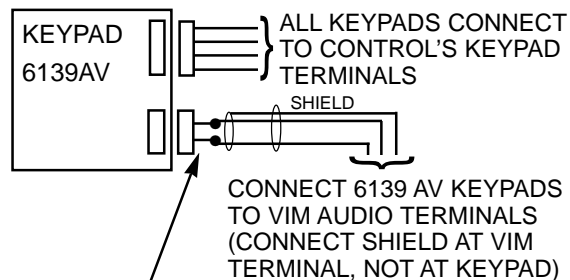 KEYPAD
6139AV
ALL KEYPADS CONNECT
TO CONTROL'S KEYPAD
TERMINALS
SHIELD
CONNECT 6139 AV KEYPADS
TO VIM AUDIO TERMINALS
(CONNECT SHIELD AT VIM
TERMINAL, NOT AT KEYPAD)